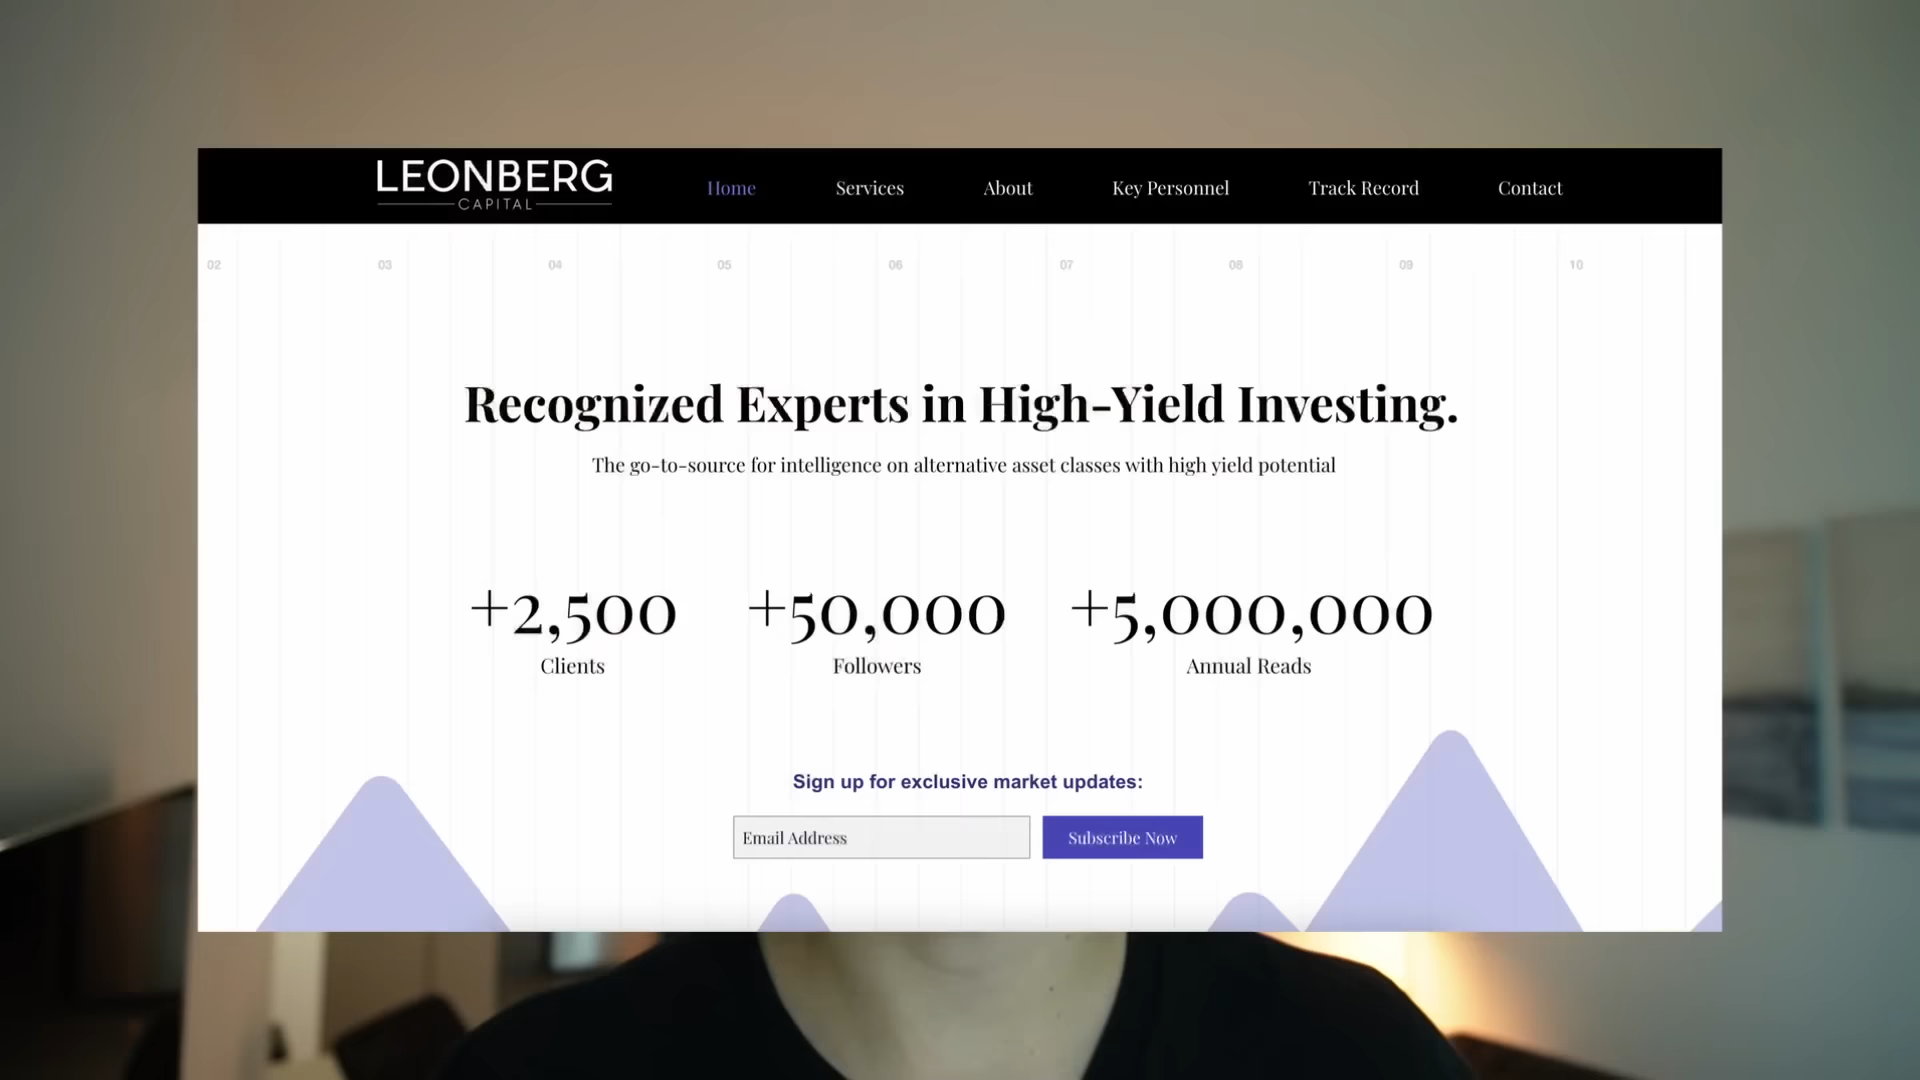 LEONBERG
CAPITAL
Home Services About Key Personnel Track Record Contact
02 03 04 05 06 07 08 09 10
Recognized Experts in High-Yield Investing.
The go-to-source for intelligence on alternative asset classes with high yield potential
+2,500 +50,000 +5,000,000
Clients Followers Annual Reads
Sign up for exclusive market updates:
Email Address Subscribe Now